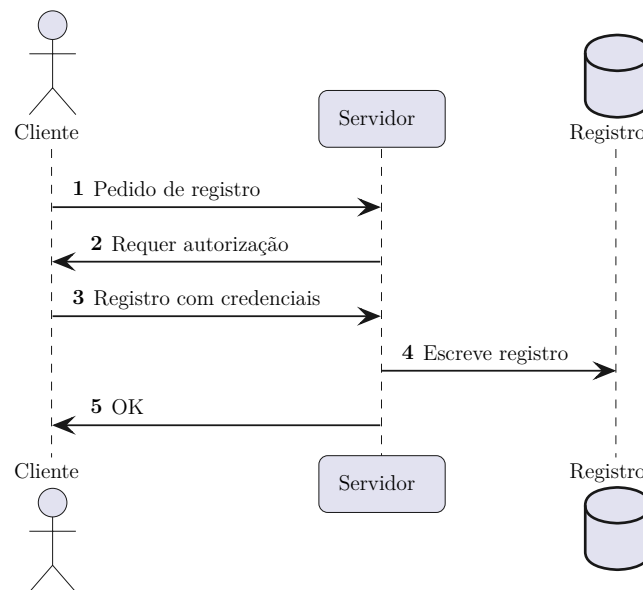 Cliente
Servidor
Registro
1 Pedido de registro
2 Requer autorização
3 Registro com credenciais
4 Escreve registro
5 OK
Cliente
Servidor
Registro